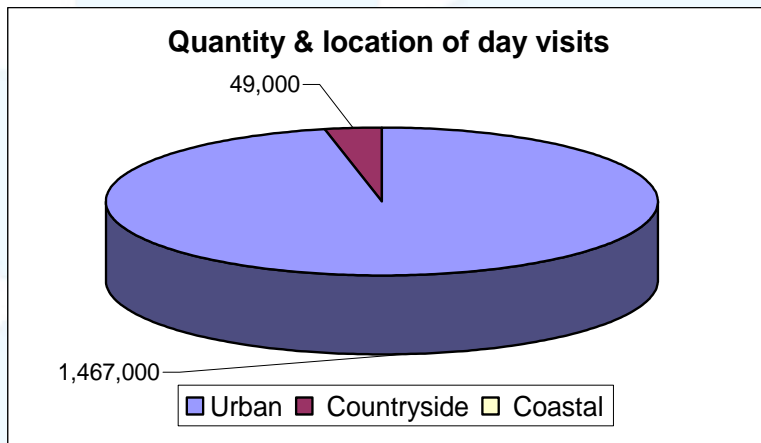 Quantity & location of day visits
49,000
1,467,000
Urban Countryside Coastal